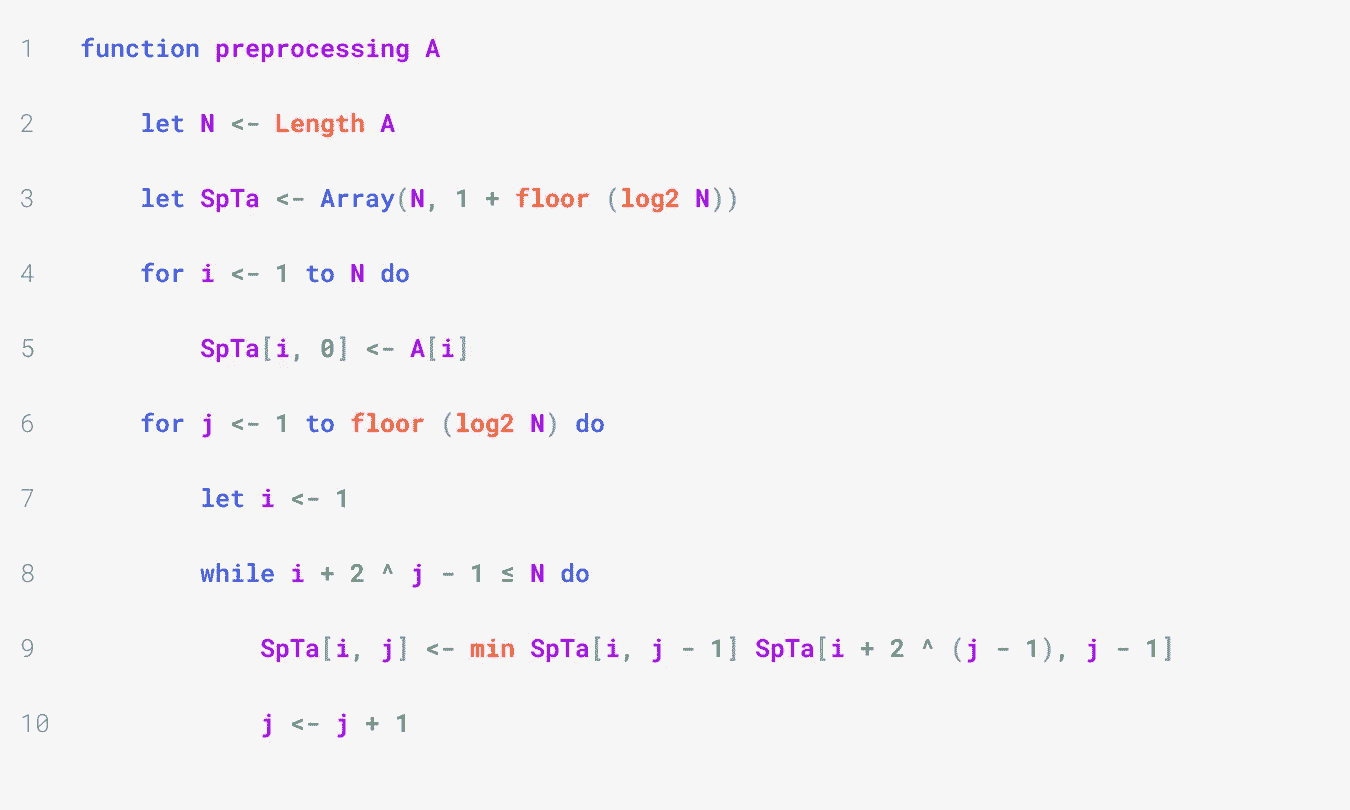 1 function preprocessing A
2 let N <- Length A
3 let SpTa <- Array(N, 1 + floor (log2 N))
4 for i <- 1 to N do
5 SpTa[i, 0] <- A[i]
6 for j <- 1 to floor (log2 N) do
7 let i <- 1
8 while i + 2 ^ j - 1 ≤ N do
9 SpTa[i, j] <- min SpTa[i, j - 1] SpTa[i + 2 ^ (j - 1), j - 1]
10 j <- j + 1